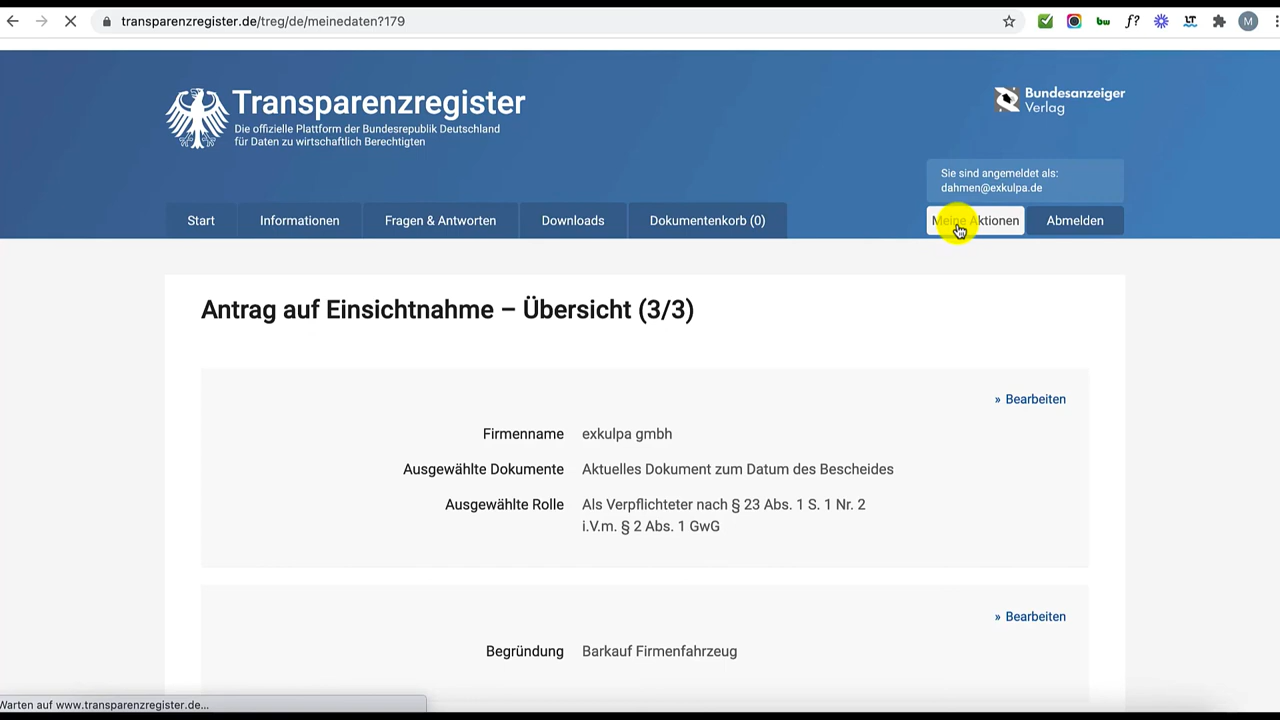 transparenzregister.de/treg/de/meinedaten?179
bw
f?
LT
M
Transparenzregister
Die offizielle Plattform der Bundesrepublik Deutschland
für Daten zu wirtschaftlich Berechtigten
Bundesanzeiger
Verlag
Sie sind angemeldet als:
dahmen@exkulpa.de
Start
Informationen
Fragen & Antworten
Downloads
Dokumentenkorb (0)
Meine Aktionen
Abmelden
Antrag auf Einsichtnahme – Übersicht (3/3)
» Bearbeiten
Firmenname exkulpa gmbh
Ausgewählte Dokumente Aktuelles Dokument zum Datum des Bescheides
Ausgewählte Rolle Als Verpflichteter nach § 23 Abs. 1 S. 1 Nr. 2
i.V.m. § 2 Abs. 1 GwG
» Bearbeiten
Begründung Barkauf Firmenfahrzeug
Warten auf www.transparenzregister.de...